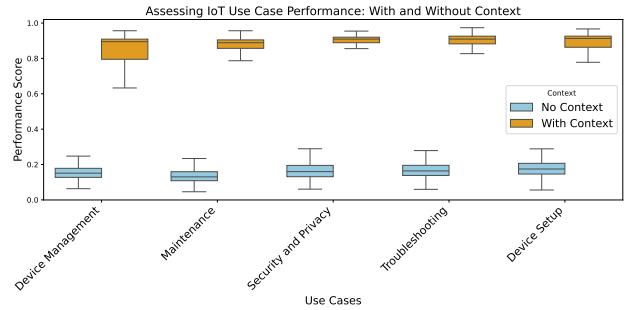 Assessing IoT Use Case Performance: With and Without Context
Performance Score
1.0
0.8
0.6
0.4
0.2
0.0
Context
No Context
With Context
Device Management
Maintenance
Security and Privacy
Troubleshooting
Device Setup
Use Cases